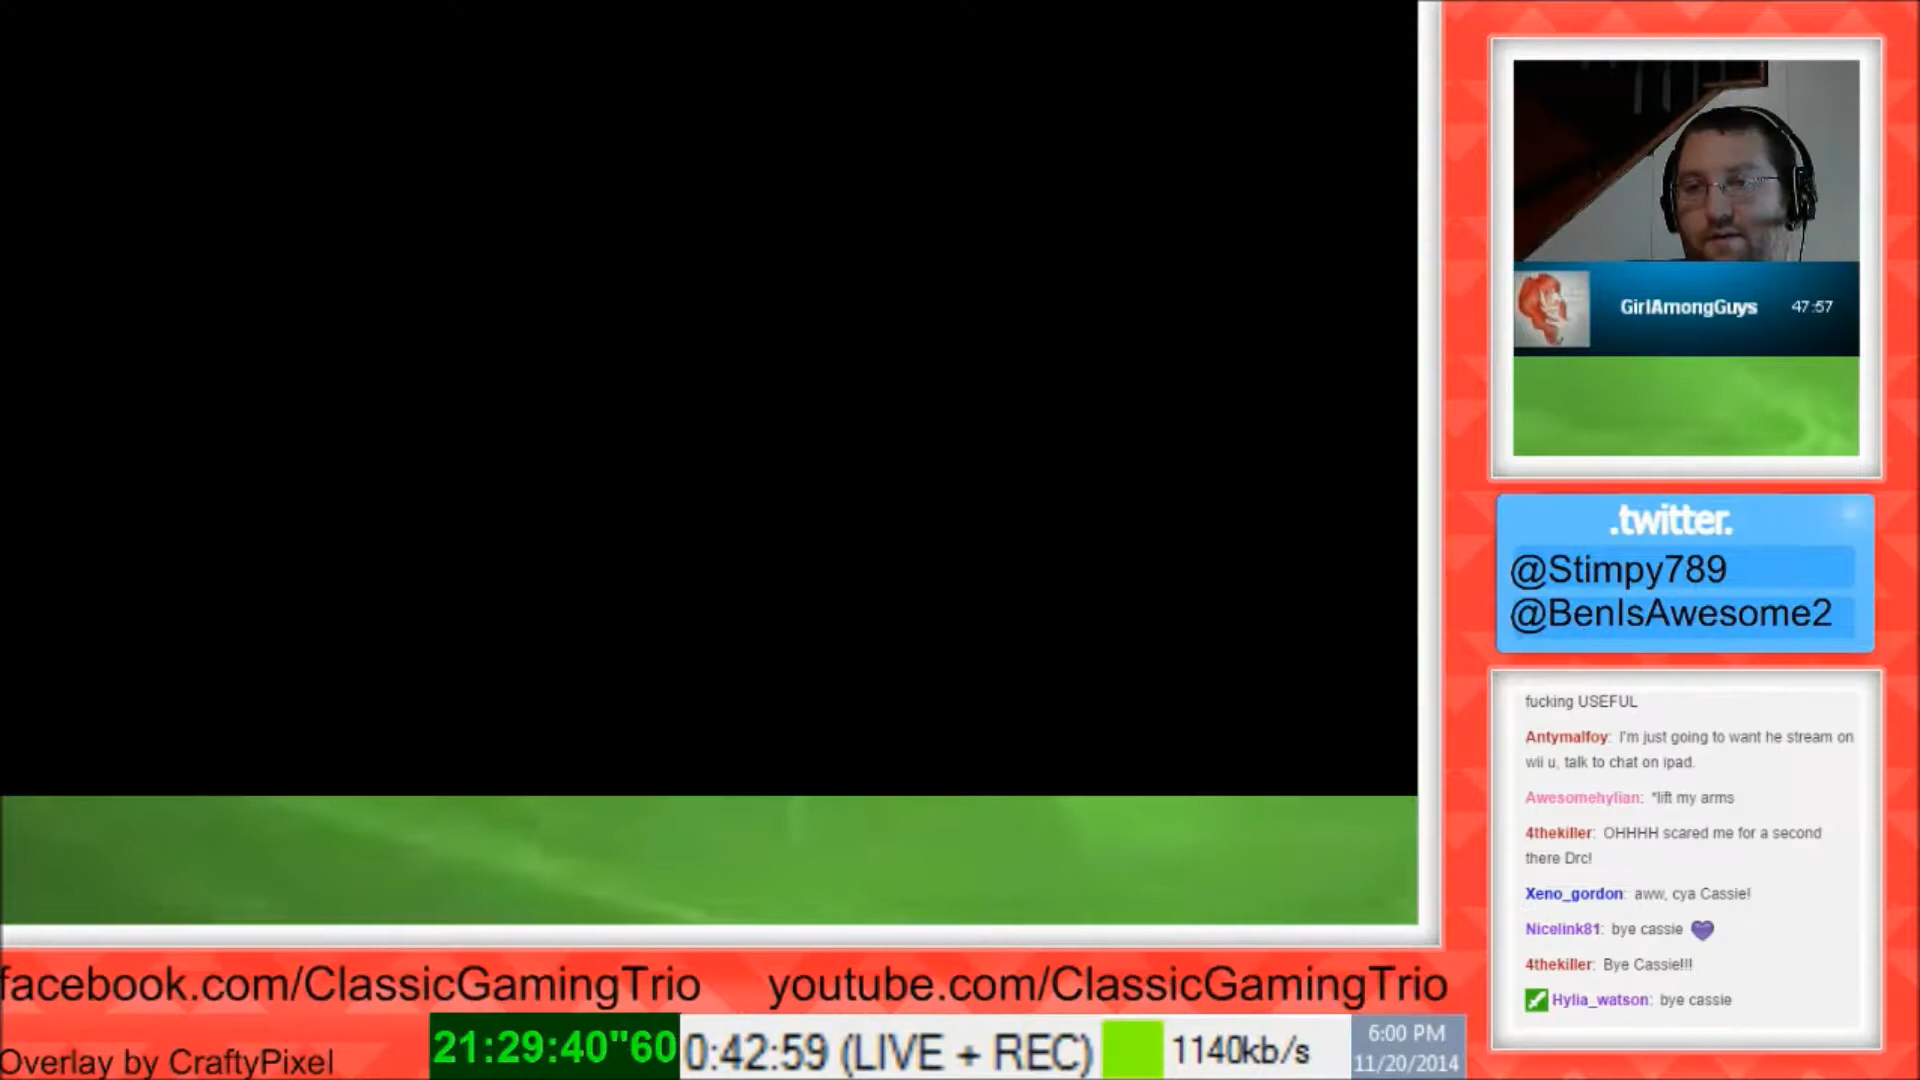 GirlAmongGuys 47:57
.twitter.
@Stimpy789
@BenIsAwesome2
fucking USEFUL
Antymalfoy: I'm just going to want he stream on
wii u, talk to chat on ipad.
Awesomehylian: *lift my arms
4thekiller: OHHHH scared me for a second
there Drc!
Xeno_gordon: aww, cya Cassie!
Nicelink81: bye cassie
4thekiller: Bye Cassie!!!
Hylia_watson: bye cassie
facebook.com/ClassicGamingTrio youtube.com/ClassicGamingTrio
Overlay by CraftyPixel
21:29:40"60
0:42:59 (LIVE + REC)
1140kb/s
6:00 PM
11/20/2014